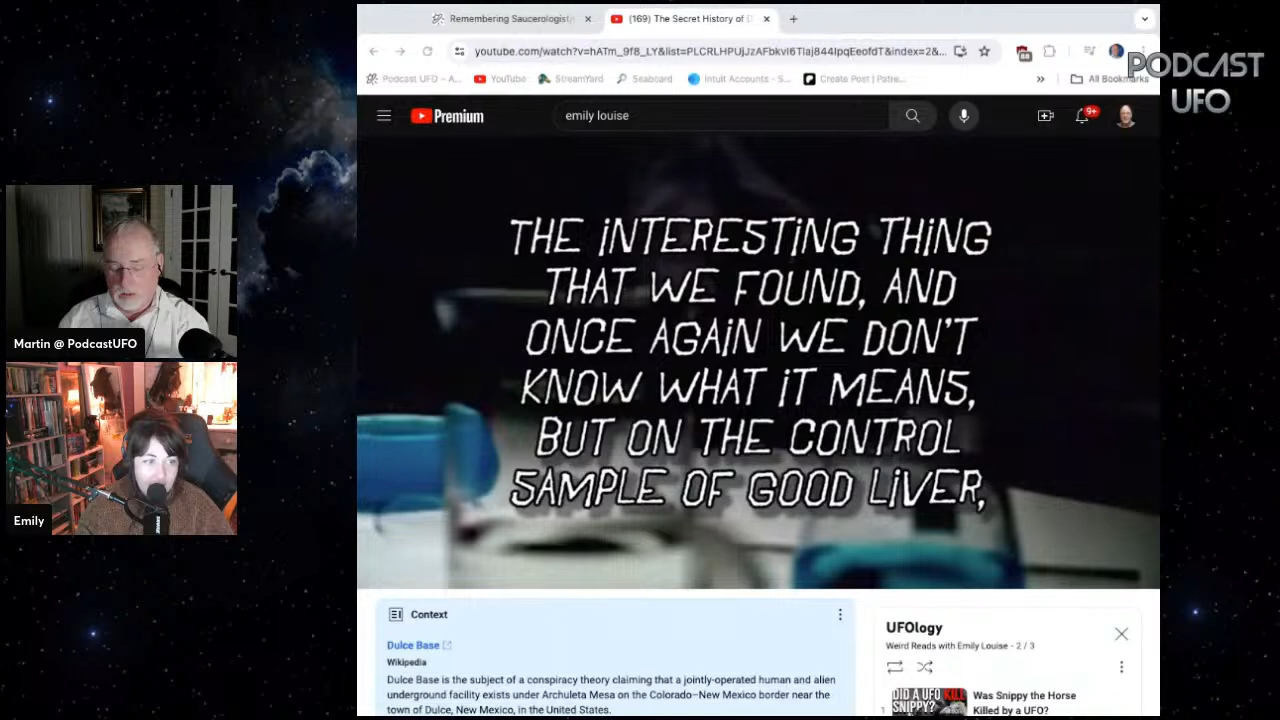 Remembering Saucerologist
(169) The Secret History of D
youtube.com/watch?v=hATm_9f8_LY&list=PLCRLHPUjJzAFbkvI6TIaj844IpqEeofdT&index=2&...
Podcast UFO – A...
YouTube
StreamYard
Seaboard
Intuit Accounts - S...
Create Post | Patre...
All Bookmarks
PODCAST
UFO
Premium
emily louise
9+
THE INTERESTING THING
THAT WE FOUND, AND
ONCE AGAIN WE DON'T
KNOW WHAT IT MEANS,
BUT ON THE CONTROL
SAMPLE OF GOOD LIVER,
Martin @ PodcastUFO
Emily
Context
Dulce Base
Wikipedia
Dulce Base is the subject of a conspiracy theory claiming that a jointly-operated human and alien
underground facility exists under Archuleta Mesa on the Colorado–New Mexico border near the
town of Dulce, New Mexico, in the United States.
UFOlogy
Weird Reads with Emily Louise - 2 / 3
1
DID A UFO KILL
SNIPPY?
Was Snippy the Horse
Killed by a UFO?